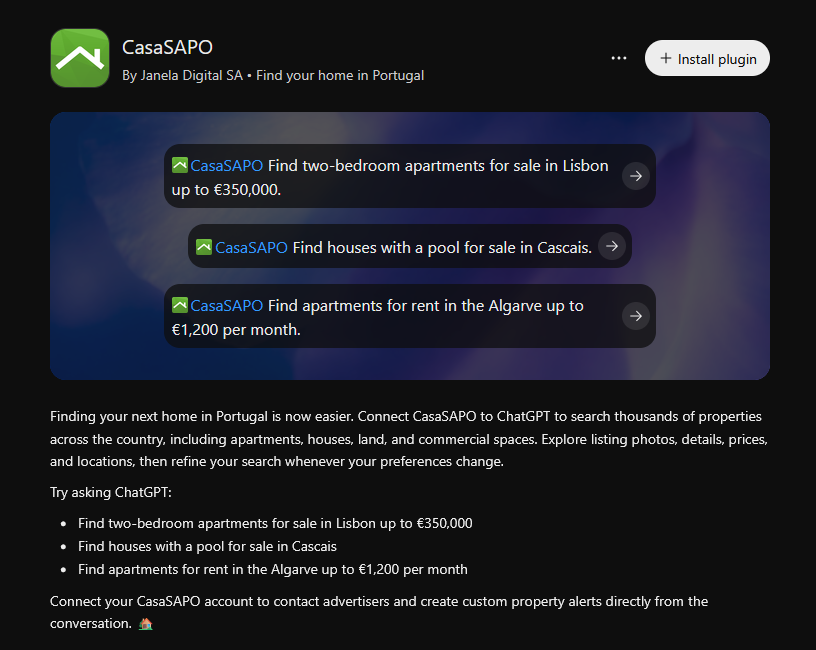 CasaSAPO
By Janela Digital SA • Find your home in Portugal
Install plugin
CasaSAPO Find two-bedroom apartments for sale in Lisbon
up to €350,000.
CasaSAPO Find houses with a pool for sale in Cascais.
CasaSAPO Find apartments for rent in the Algarve up to
€1,200 per month.
Finding your next home in Portugal is now easier. Connect CasaSAPO to ChatGPT to search thousands of properties
across the country, including apartments, houses, land, and commercial spaces. Explore listing photos, details, prices,
and locations, then refine your search whenever your preferences change.
Try asking ChatGPT:
• Find two-bedroom apartments for sale in Lisbon up to €350,000
• Find houses with a pool for sale in Cascais
• Find apartments for rent in the Algarve up to €1,200 per month
Connect your CasaSAPO account to contact advertisers and create custom property alerts directly from the
conversation. 🏠